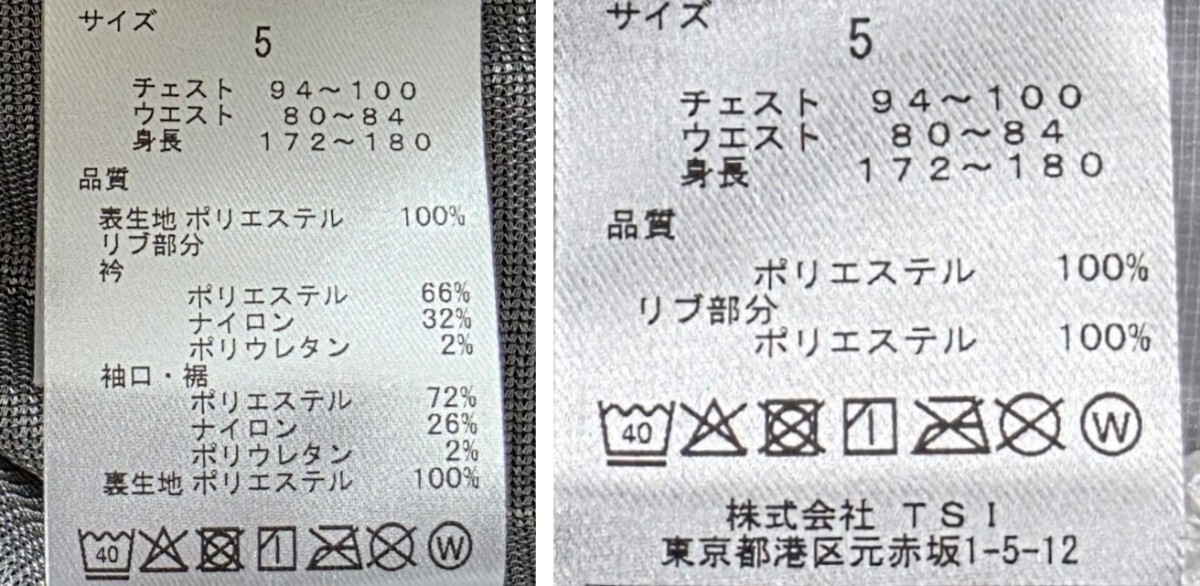 サイズ
5
チェスト 94～100
ウエスト 80～84
身長 172～180
品質
表生地 ポリエステル 100%
リブ部分
衿
ポリエステル 66%
ナイロン 32%
ポリウレタン 2%
袖口・裾
ポリエステル 72%
ナイロン 26%
ポリウレタン 2%
裏生地 ポリエステル 100%
40 W
サイズ
5
チェスト 94～100
ウエスト 80～84
身長 172～180
品質
ポリエステル 100%
リブ部分
ポリエステル 100%
40 W
株式会社 TSI
東京都港区元赤坂1-5-12